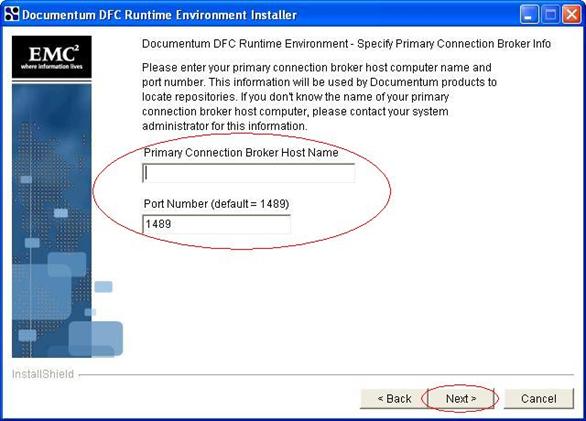 Documentum DFC Runtime Environment Installer
EMC²
where information lives
Documentum DFC Runtime Environment - Specify Primary Connection Broker Info
Please enter your primary connection broker host computer name and
port number. This information will be used by Documentum products to
locate repositories. If you don't know the name of your primary
connection broker host computer, please contact your system
administrator for this information.
Primary Connection Broker Host Name
Port Number (default = 1489)
1489
InstallShield
< Back
Next >
Cancel